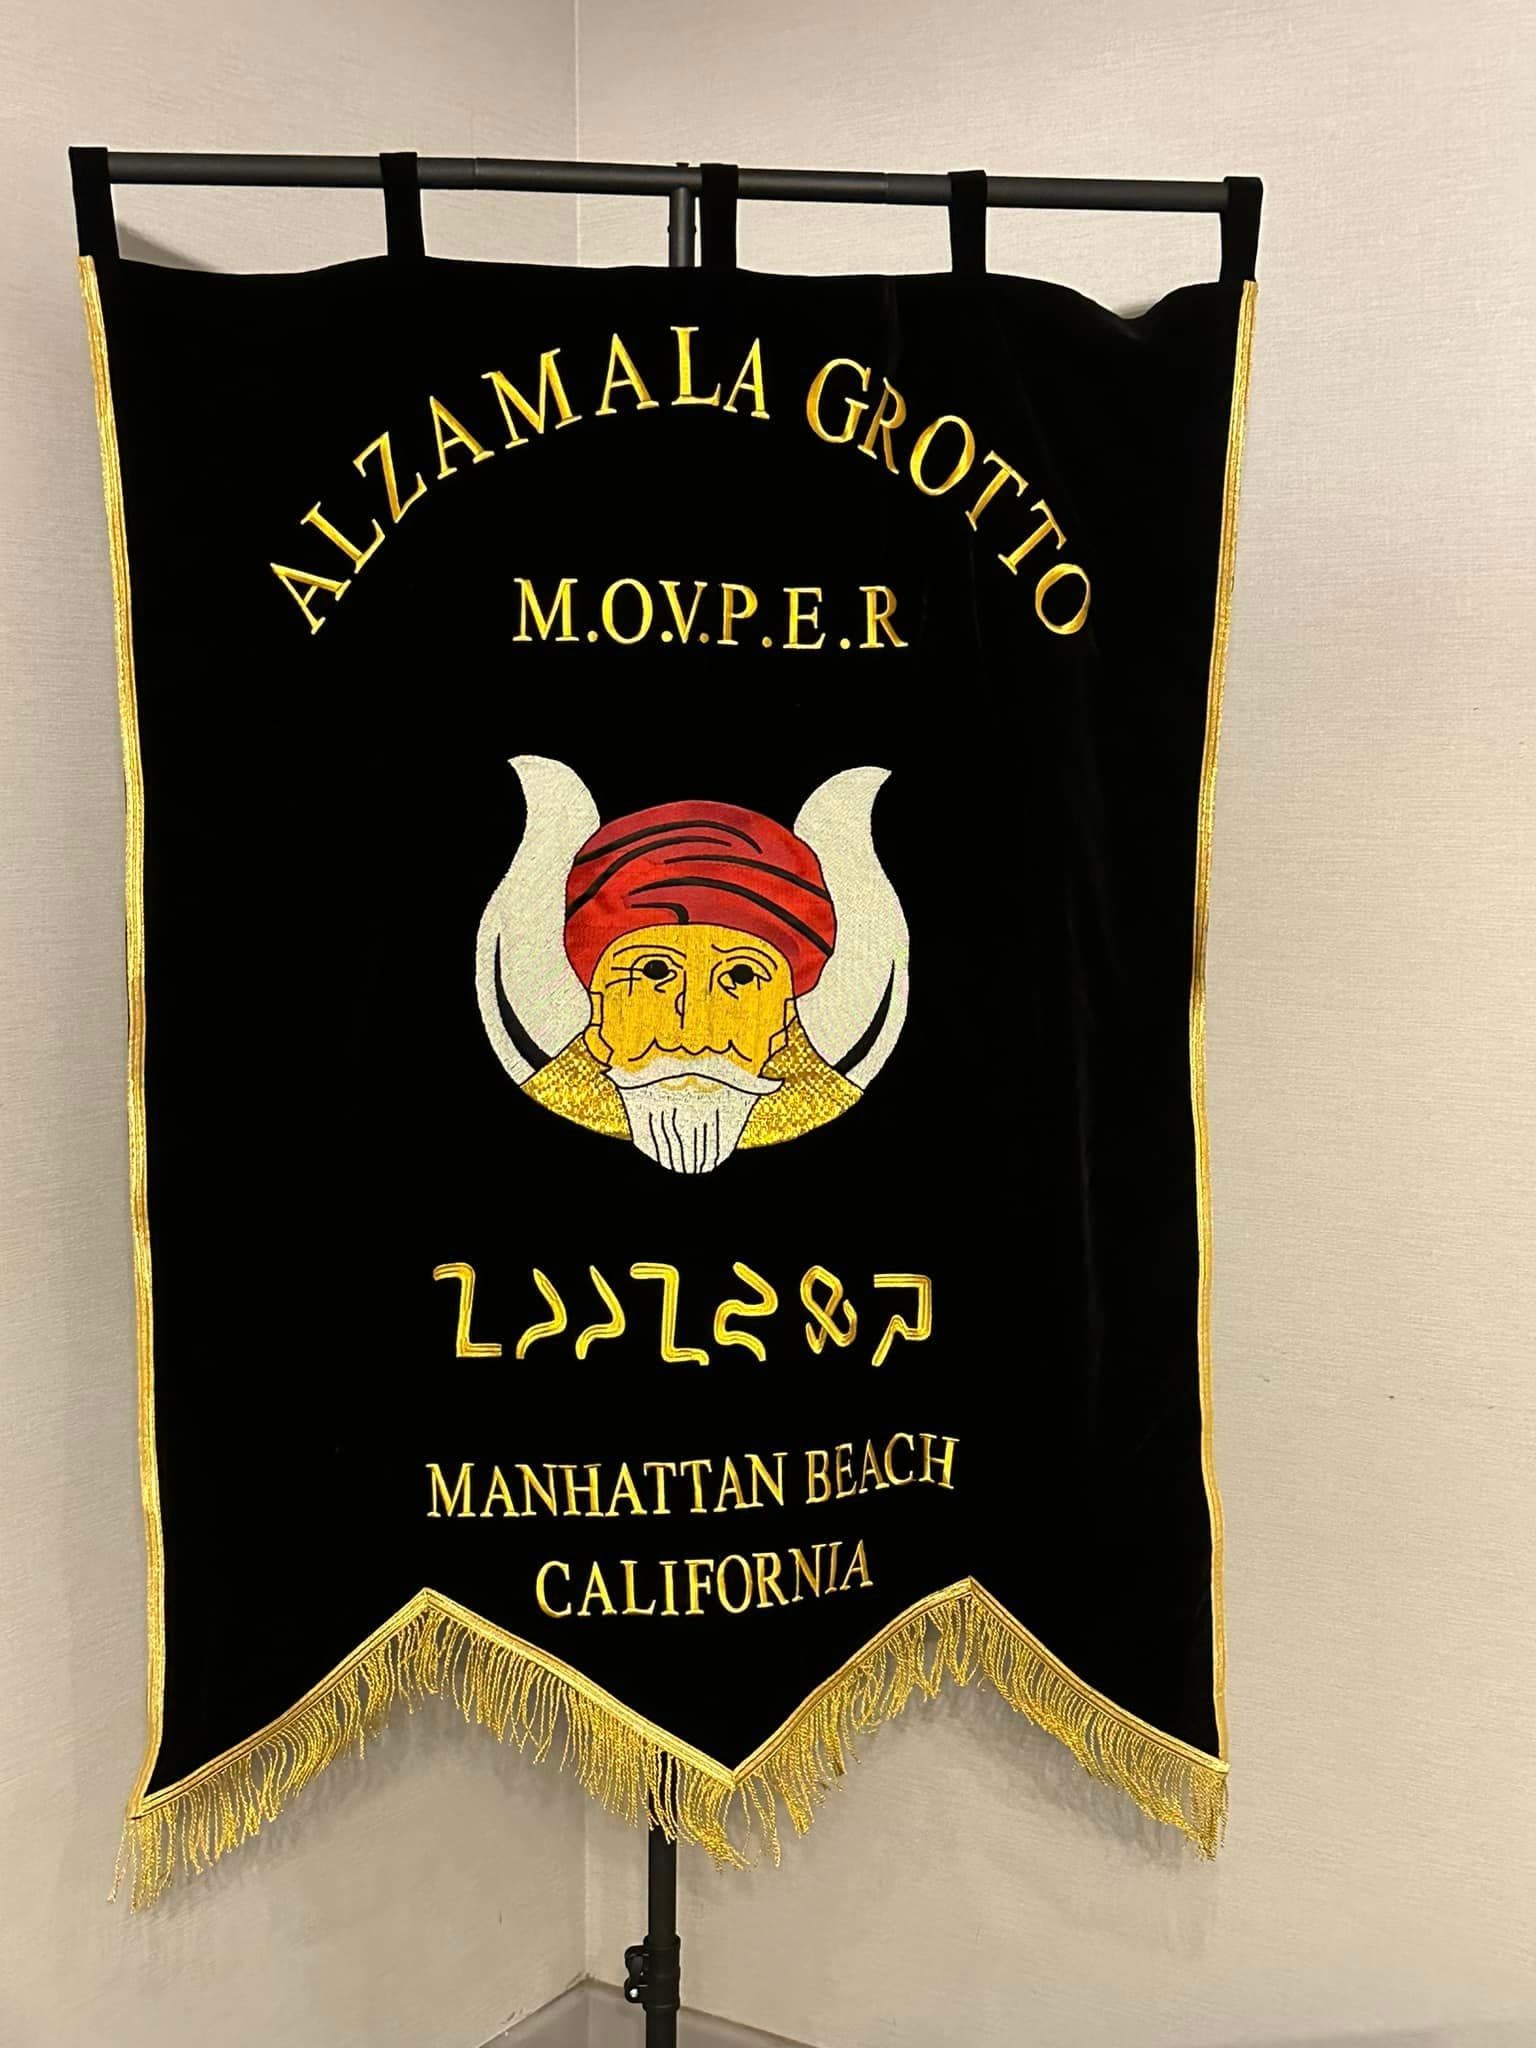 ALZAMALA GROTTO
M.O.V.P.E.R
MANHATTAN BEACH
CALIFORNIA